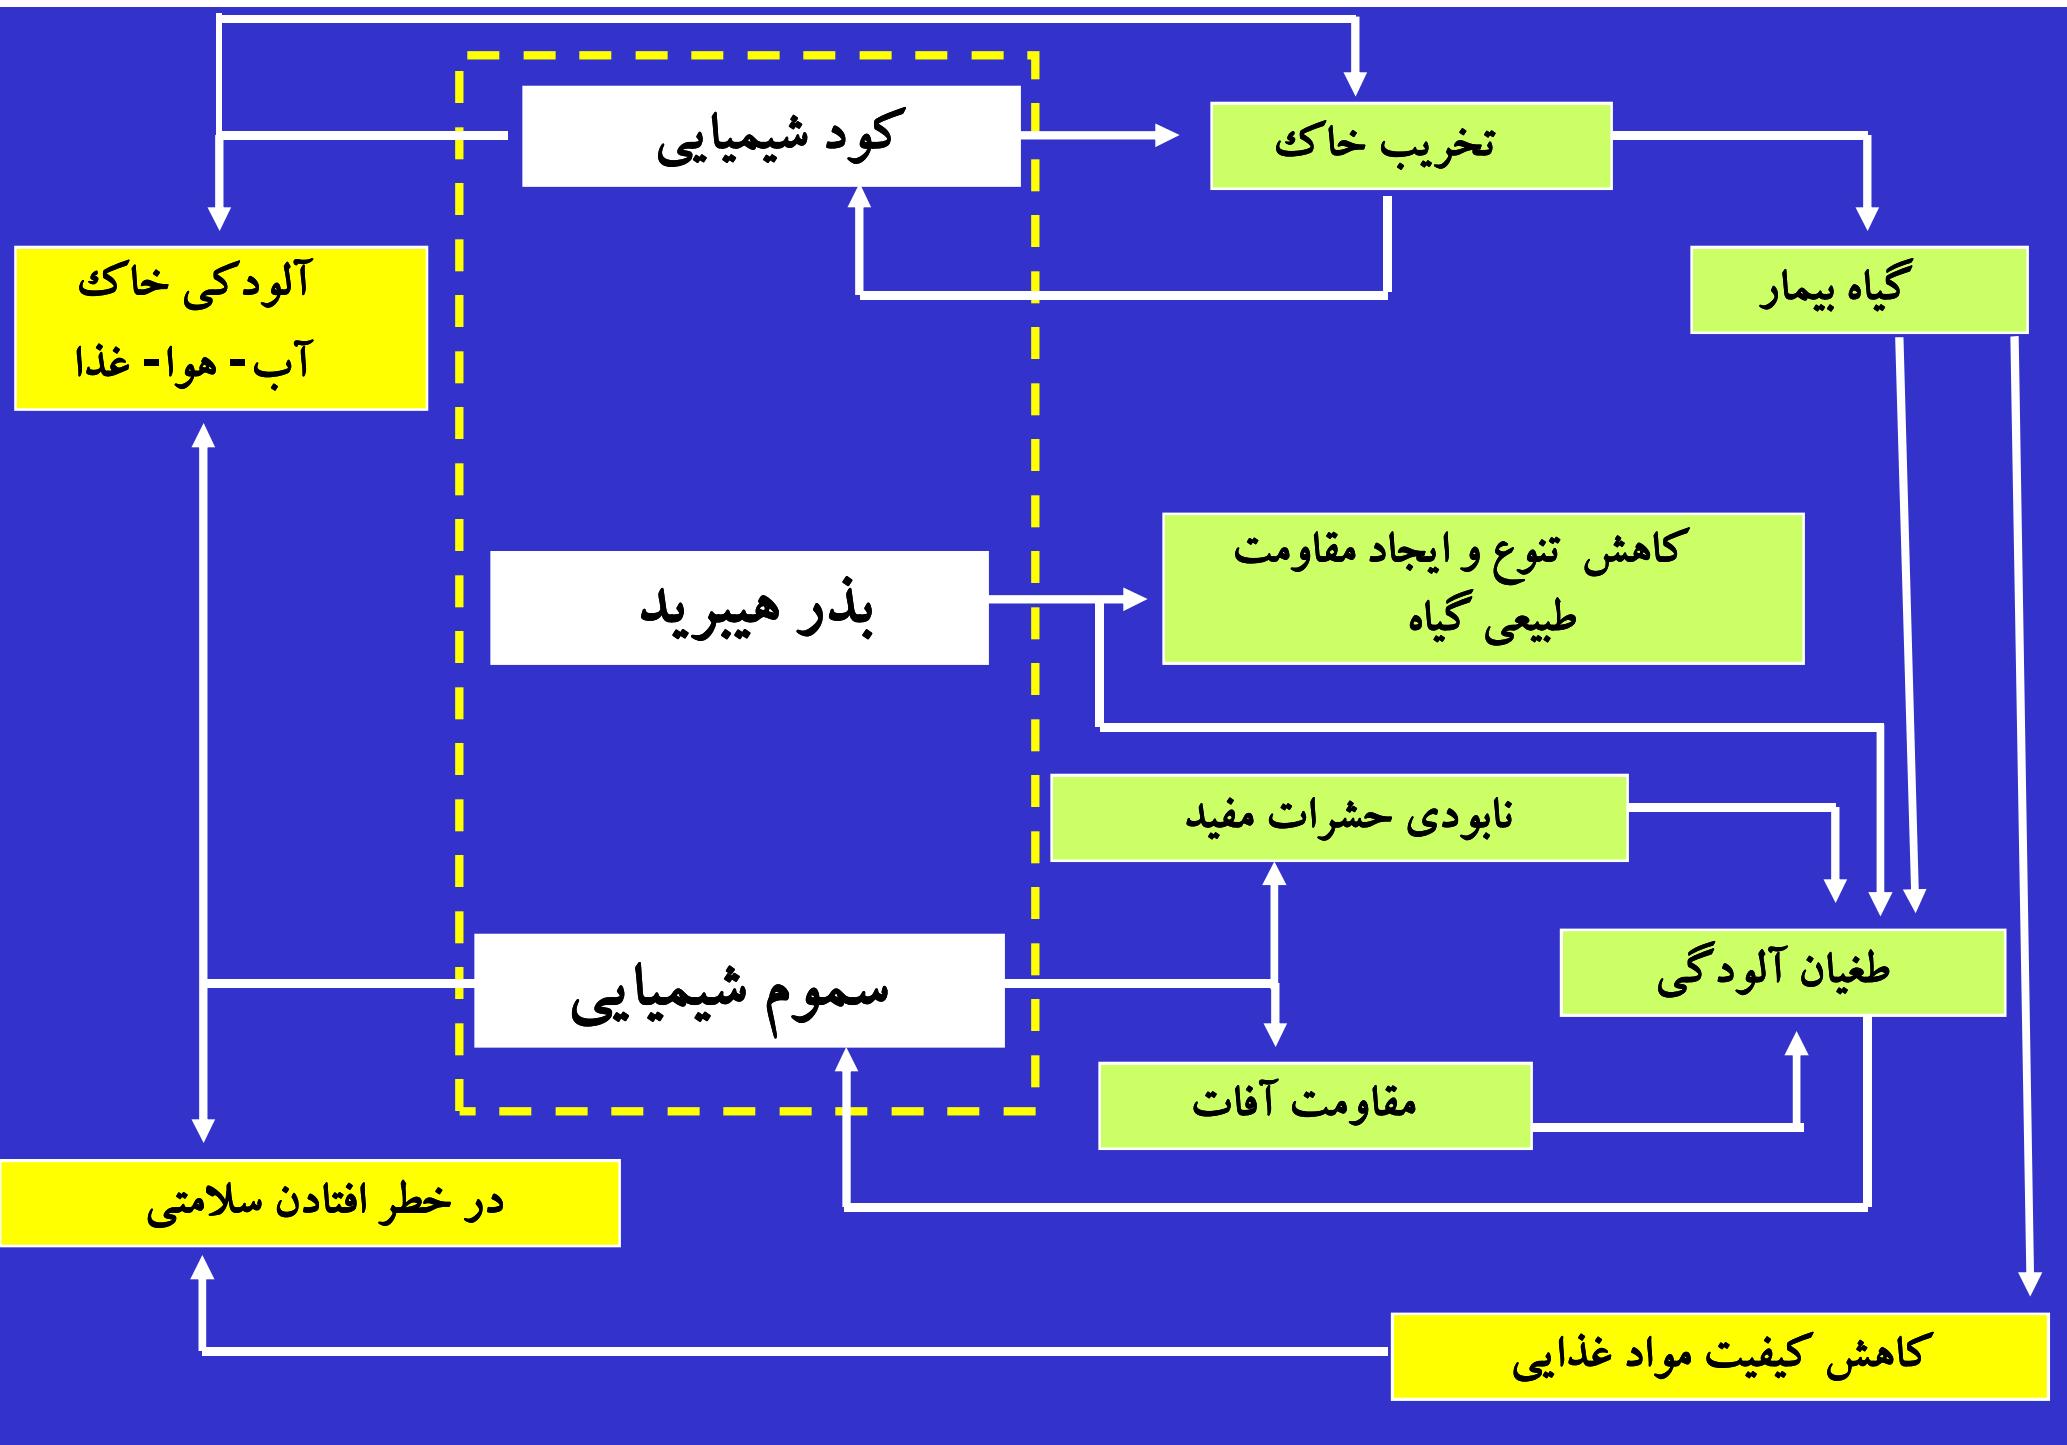 کود شیمیایی
تخریب خاک
گیاه بیمار
آلودکی خاک
آب- هوا- غذا
کاهش تنوع و ایجاد مقاومت
طبیعی گیاه
بذر هیبرید
نابودی حشرات مفید
طغیان آلودگی
سموم شیمیایی
مقاومت آفات
در خطر افتادن سلامتی
کاهش کیفیت مواد غذایی